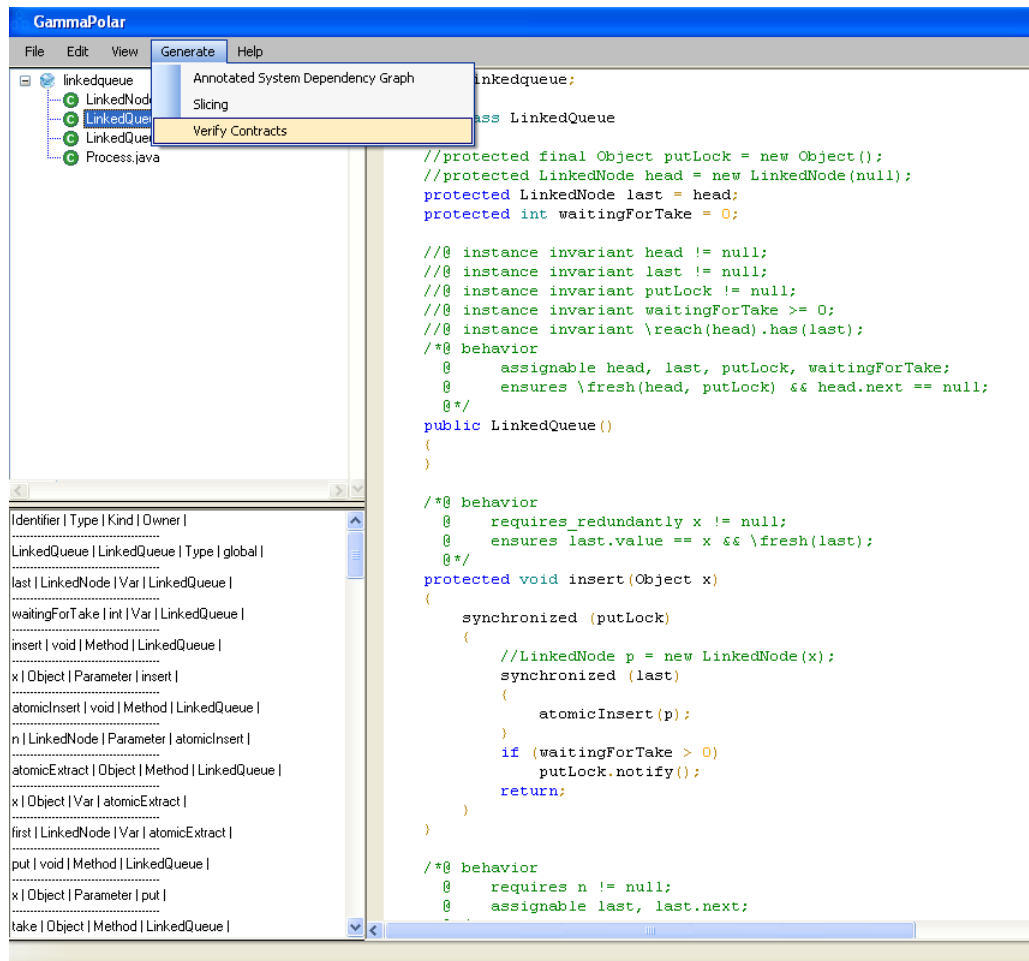 GammaPolar
File Edit View Generate Help
Annotated System Dependency Graph
Slicing
Verify Contracts
linkedqueue
LinkedNod
LinkedQue
LinkedQue
Process.java
inkedqueue;
ass LinkedQueue
//protected final Object putLock = new Object();
//protected LinkedNode head = new LinkedNode(null);
protected LinkedNode last = head;
protected int waitingForTake = 0;
//@ instance invariant head != null;
//@ instance invariant last != null;
//@ instance invariant putLock != null;
//@ instance invariant waitingForTake >= 0;
//@ instance invariant \reach(head).has(last);
/*@ behavior
@ assignable head, last, putLock, waitingForTake;
@ ensures \fresh(head, putLock) && head.next == null;
@*/
public LinkedQueue()
{
}
/*@ behavior
@ requires_redundantly x != null;
@ ensures last.value == x && \fresh(last);
@*/
protected void insert(Object x)
{
synchronized (putLock)
{
//LinkedNode p = new LinkedNode(x);
synchronized (last)
{
atomicInsert(p);
}
if (waitingForTake > 0)
putLock.notify();
return;
}
}
/*@ behavior
@ requires n != null;
@ assignable last, last.next;
Identifier | Type | Kind | Owner |
----------------------------------------
LinkedQueue | LinkedQueue | Type | global |
----------------------------------------
last | LinkedNode | Var | LinkedQueue |
----------------------------------------
waitingForTake | int | Var | LinkedQueue |
----------------------------------------
insert | void | Method | LinkedQueue |
----------------------------------------
x | Object | Parameter | insert |
----------------------------------------
atomicInsert | void | Method | LinkedQueue |
----------------------------------------
n | LinkedNode | Parameter | atomicInsert |
----------------------------------------
atomicExtract | Object | Method | LinkedQueue |
----------------------------------------
x | Object | Var | atomicExtract |
----------------------------------------
first | LinkedNode | Var | atomicExtract |
----------------------------------------
put | void | Method | LinkedQueue |
----------------------------------------
x | Object | Parameter | put |
----------------------------------------
take | Object | Method | LinkedQueue |